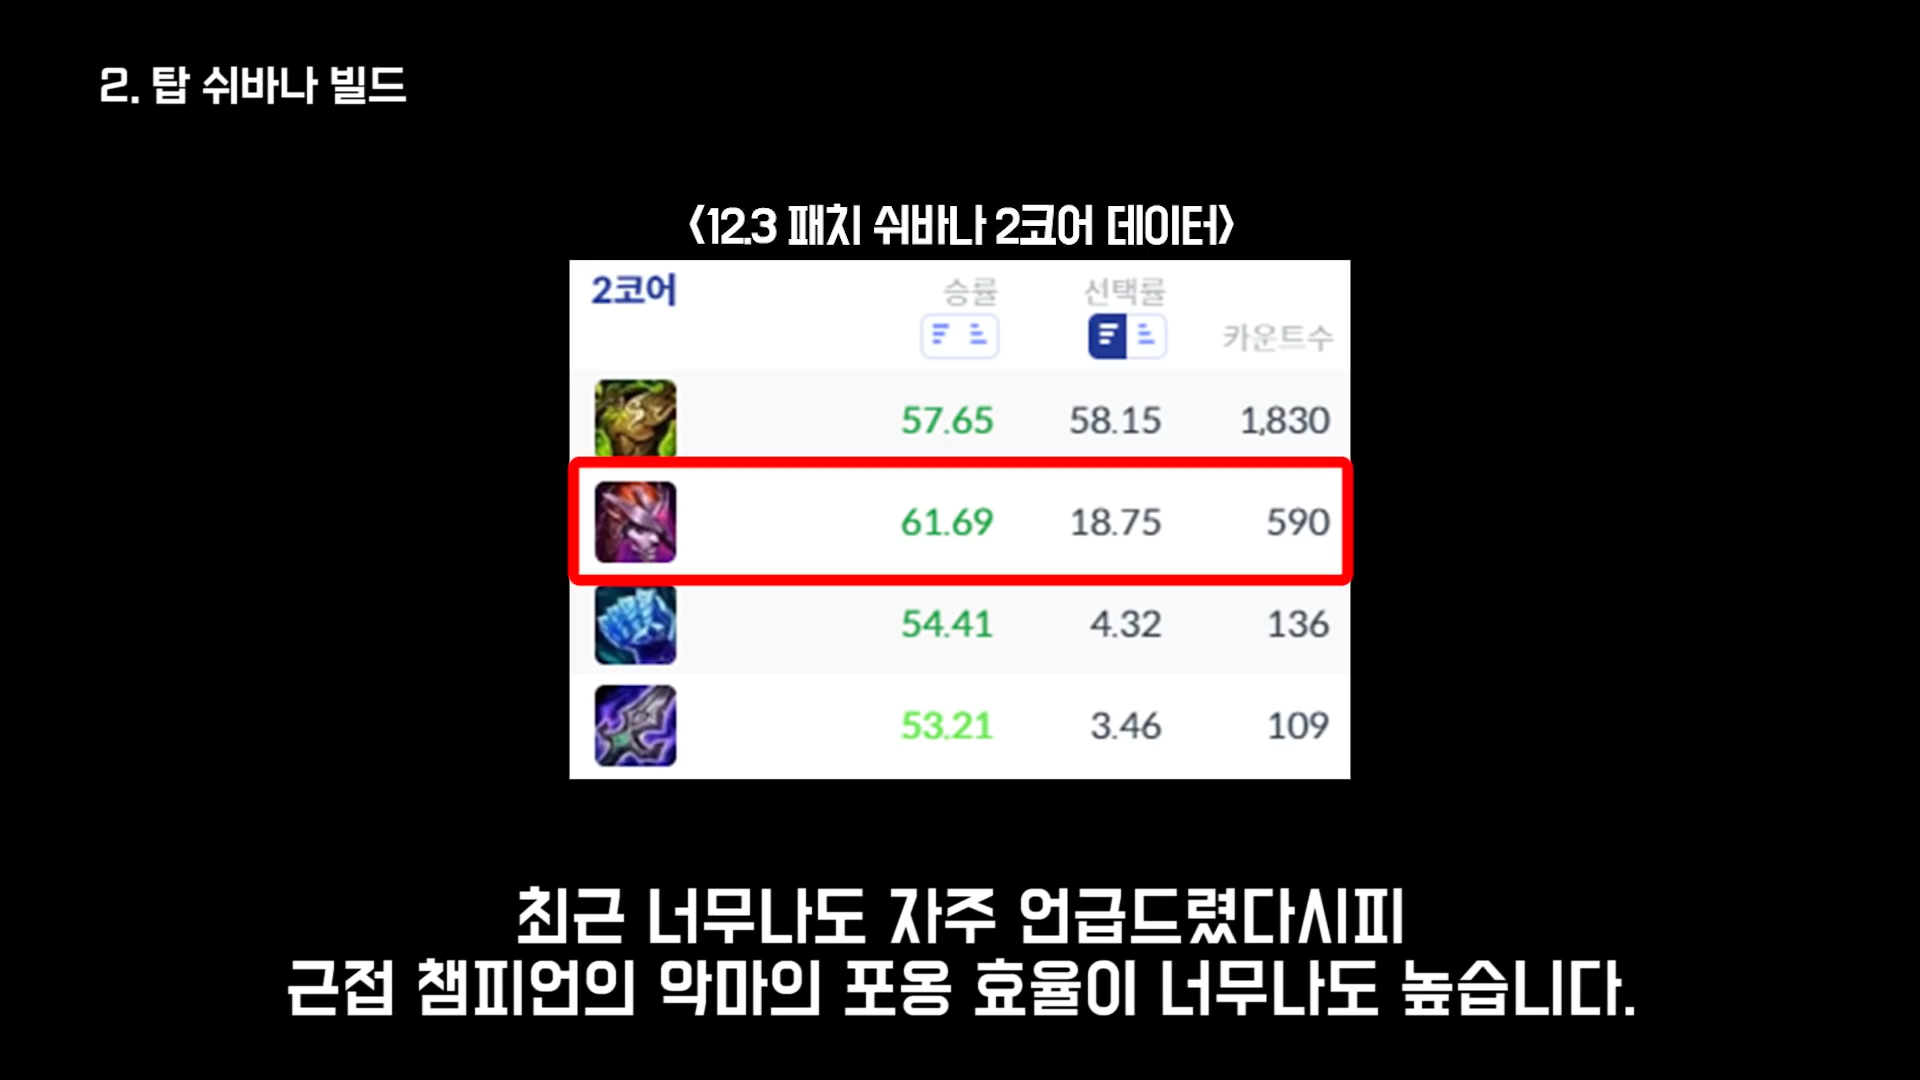 2. 탑 쉬바나 빌드
<12.3 패치 쉬바나 2코어 데이터>
2코어 승률 선택률 카운트수
57.65 58.15 1,830
61.69 18.75 590
54.41 4.32 136
53.21 3.46 109
최근 너무나도 자주 언급드렸다시피
근접 챔피언의 악마의 포옹 효율이 너무나도 높습니다.